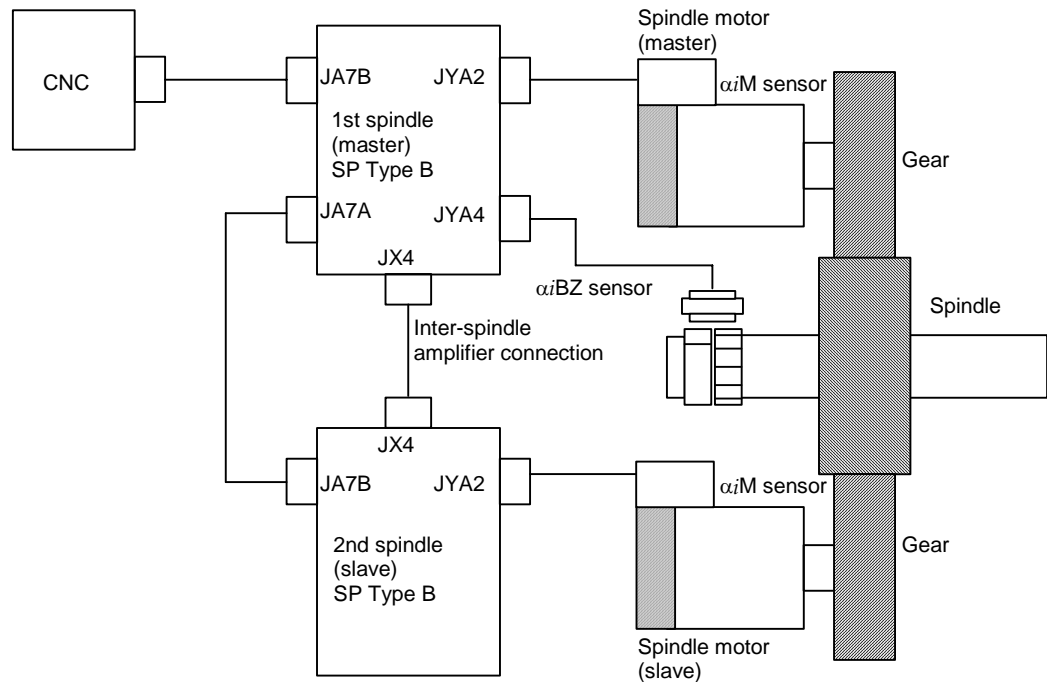 Spindle motor
(master)
CNC
JA7B
JYA2
αiM sensor
1st spindle
(master)
SP Type B
Gear
JA7A
JYA4
JX4
αiBZ sensor
Spindle
Inter-spindle
amplifier connection
JX4
JA7B
JYA2
αiM sensor
2nd spindle
(slave)
SP Type B
Gear
Spindle motor
(slave)